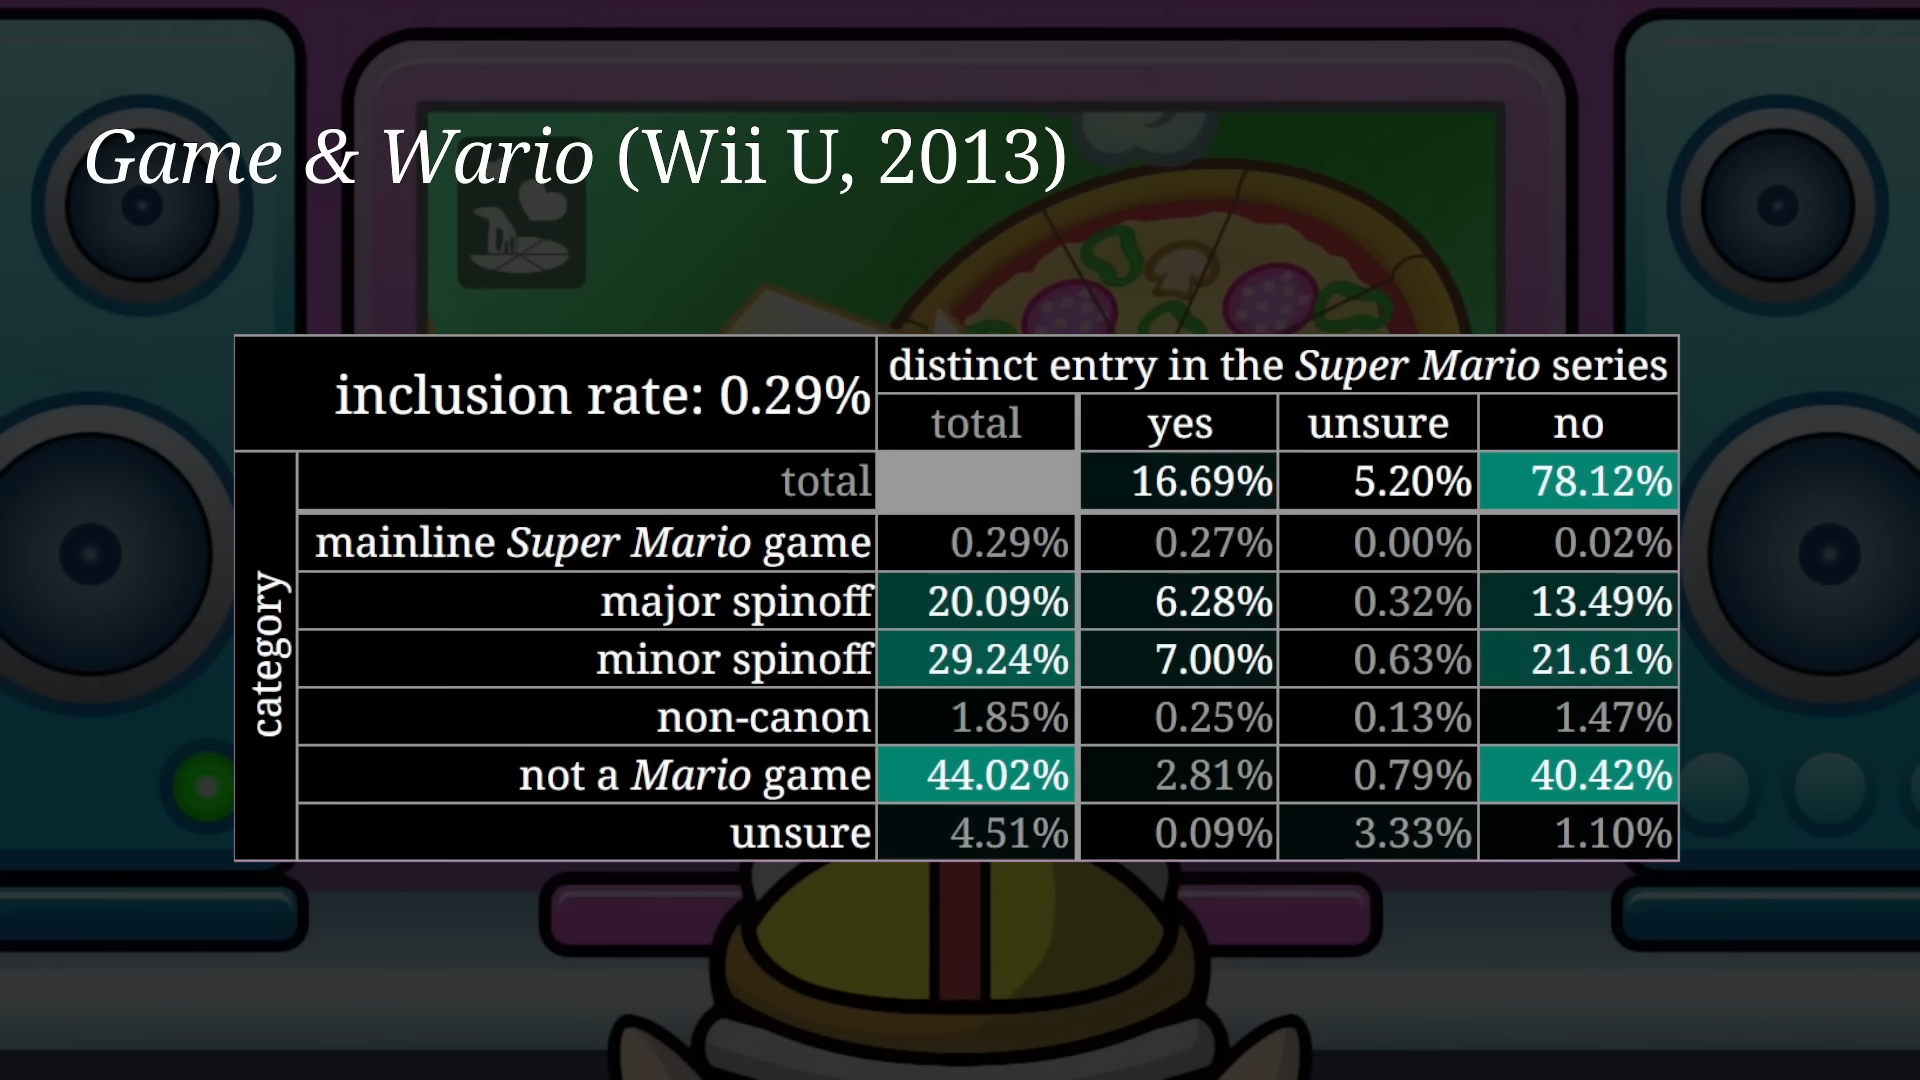 Game & Wario (Wii U, 2013)
inclusion rate: 0.29%
distinct entry in the Super Mario series
total yes unsure no
category
total 16.69% 5.20% 78.12%
mainline Super Mario game 0.29% 0.27% 0.00% 0.02%
major spinoff 20.09% 6.28% 0.32% 13.49%
minor spinoff 29.24% 7.00% 0.63% 21.61%
non-canon 1.85% 0.25% 0.13% 1.47%
not a Mario game 44.02% 2.81% 0.79% 40.42%
unsure 4.51% 0.09% 3.33% 1.10%